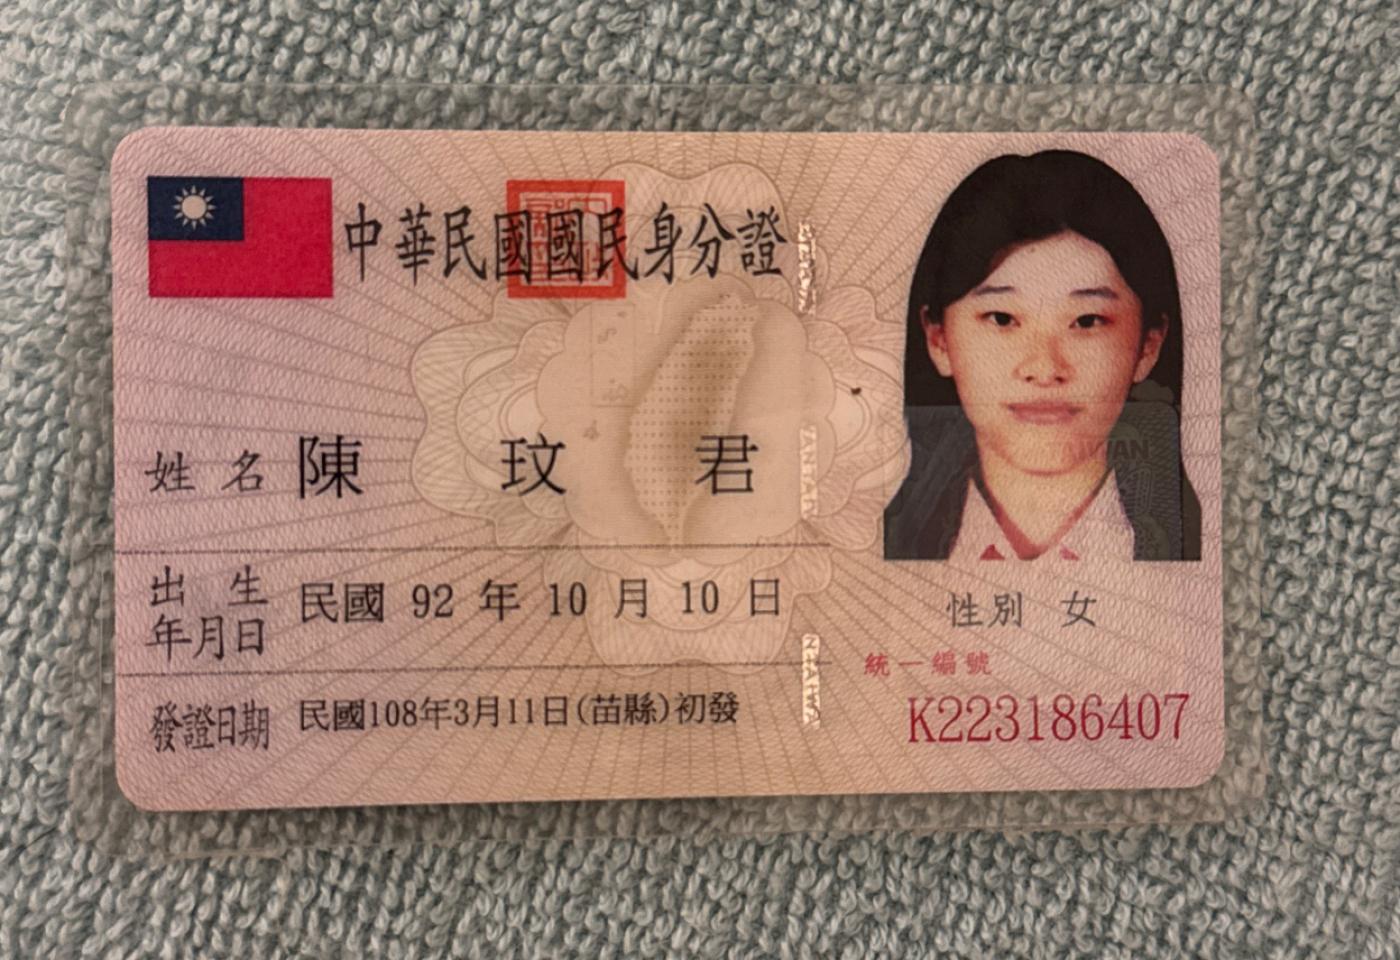 中華民國國民身分證
姓名 陳玟君
出生年月日 民國 92 年 10 月 10 日
性別 女
統一編號
K223186407
發證日期 民國108年3月11日(苗縣)初發
TAIWAN